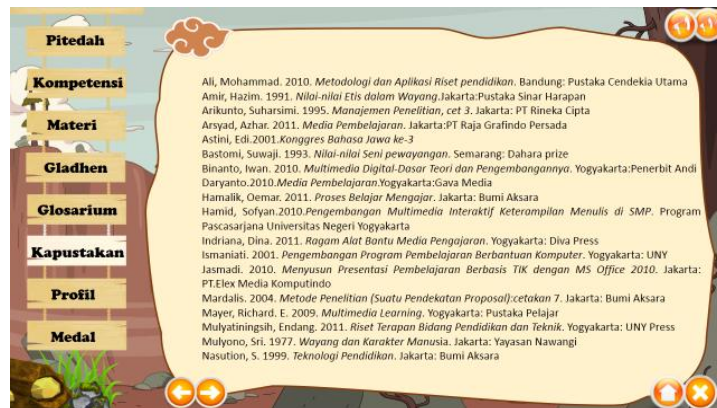 Pitedah
Kompetensi
Materi
Gladhen
Glosarium
Kapustakan
Profil
Medal
Ali, Mohammad. 2010. Metodologi dan Aplikasi Riset pendidikan. Bandung: Pustaka Cendekia Utama
Amir, Hazim. 1991. Nilai-nilai Etis dalam Wayang.Jakarta:Pustaka Sinar Harapan
Arikunto, Suharsimi. 1995. Manajemen Penelitian, cet 3. Jakarta: PT Rineka Cipta
Arsyad, Azhar. 2011. Media Pembelajaran. Jakarta:PT Raja Grafindo Persada
Astini, Edi.2001.Konggres Bahasa Jawa ke-3
Bastomi, Suwaji. 1993. Nilai-nilai Seni pewayangan. Semarang: Dahara prize
Binanto, Iwan. 2010. Multimedia Digital-Dasar Teori dan Pengembangannya. Yogyakarta:Penerbit Andi
Daryanto.2010.Media Pembelajaran.Yogyakarta:Gava Media
Hamalik, Oemar. 2011. Proses Belajar Mengajar. Jakarta: Bumi Aksara
Hamid, Sofyan.2010.Pengembangan Multimedia Interaktif Keterampilan Menulis di SMP. Program
Pascasarjana Universitas Negeri Yogyakarta
Indriana, Dina. 2011. Ragam Alat Bantu Media Pengajaran. Yogyakarta: Diva Press
Ismaniati. 2001. Pengembangan Program Pembelajaran Berbantuan Komputer. Yogyakarta: UNY
Jasmadi. 2010. Menyusun Presentasi Pembelajaran Berbasis TIK dengan MS Office 2010. Jakarta:
PT.Elex Media Komputindo
Mardalis. 2004. Metode Penelitian (Suatu Pendekatan Proposal):cetakan 7. Jakarta: Bumi Aksara
Mayer, Richard. E. 2009. Multimedia Learning. Yogyakarta: Pustaka Pelajar
Mulyatiningsih, Endang. 2011. Riset Terapan Bidang Pendidikan dan Teknik. Yogyakarta: UNY Press
Mulyono, Sri. 1977. Wayang dan Karakter Manusia. Jakarta: Yayasan Nawangi
Nasution, S. 1999. Teknologi Pendidikan. Jakarta: Bumi Aksara